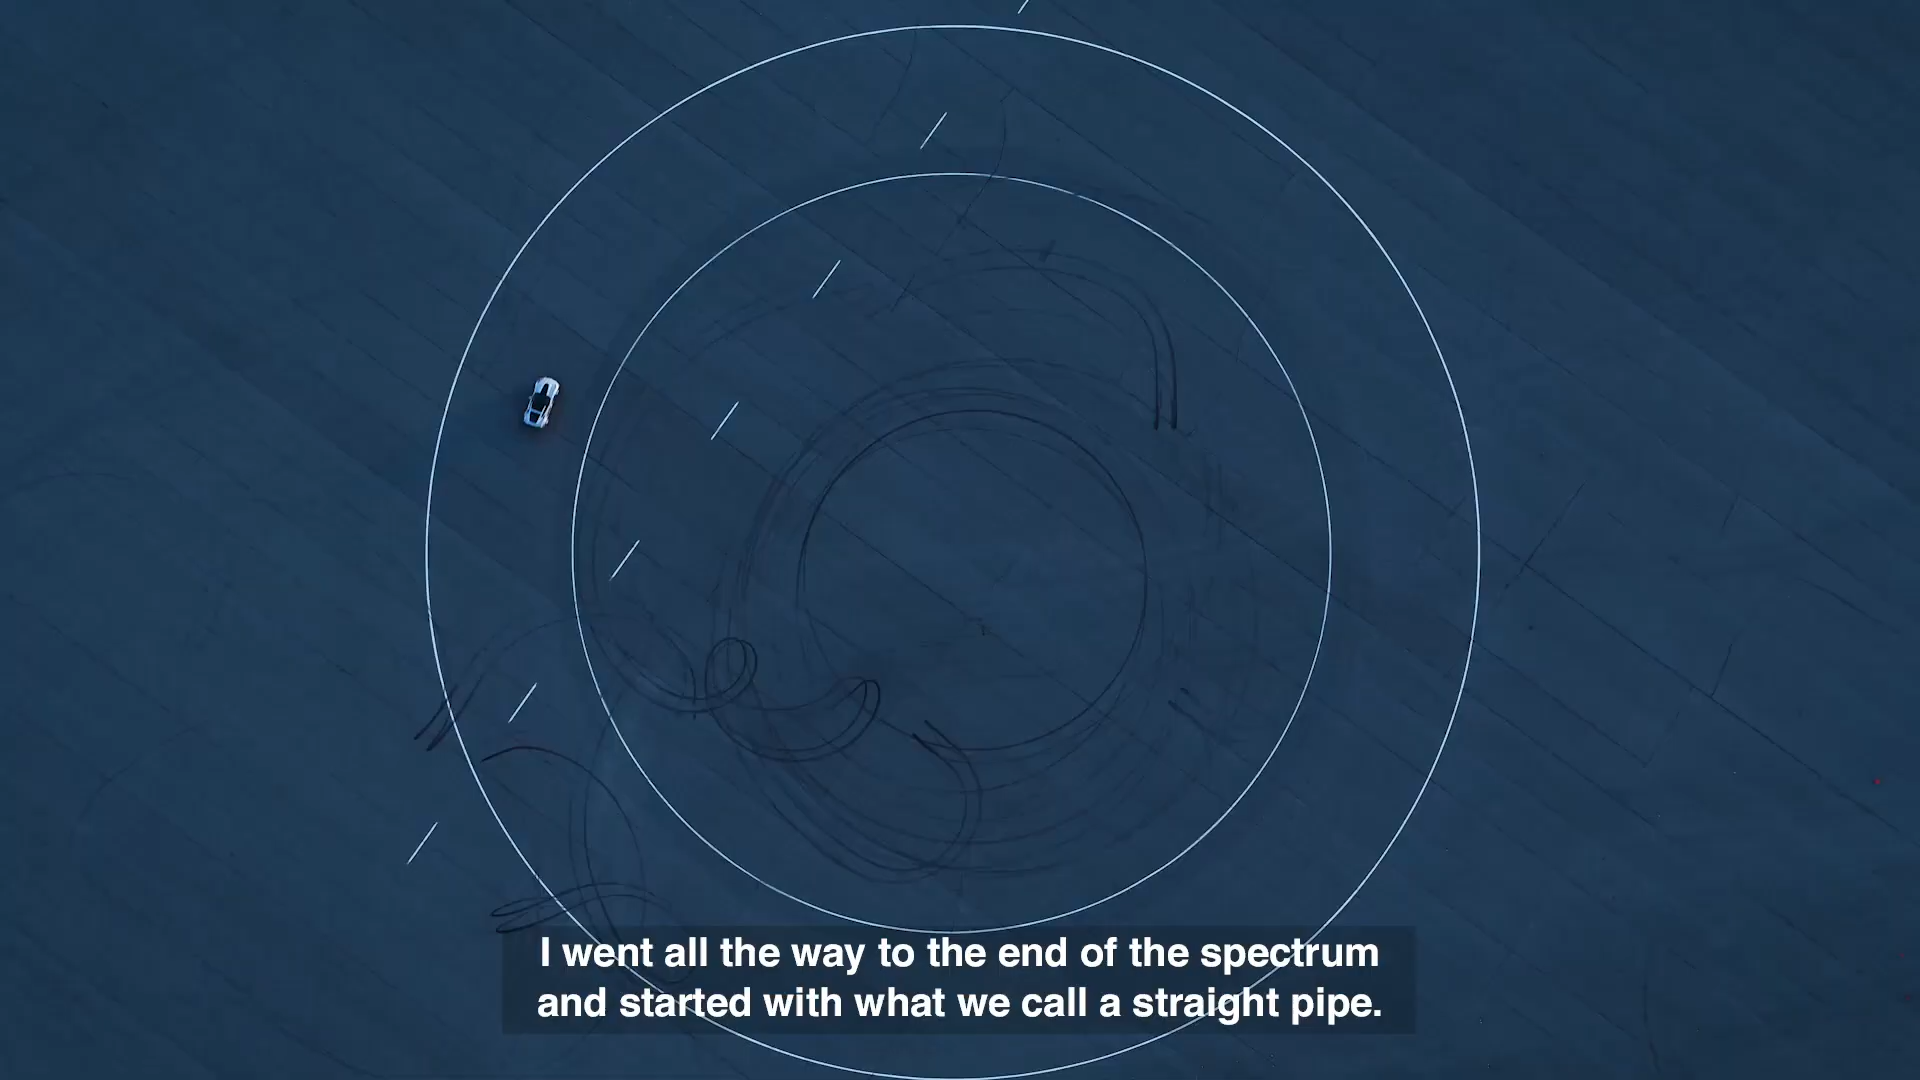 I went all the way to the end of the spectrum
and started with what we call a straight pipe.